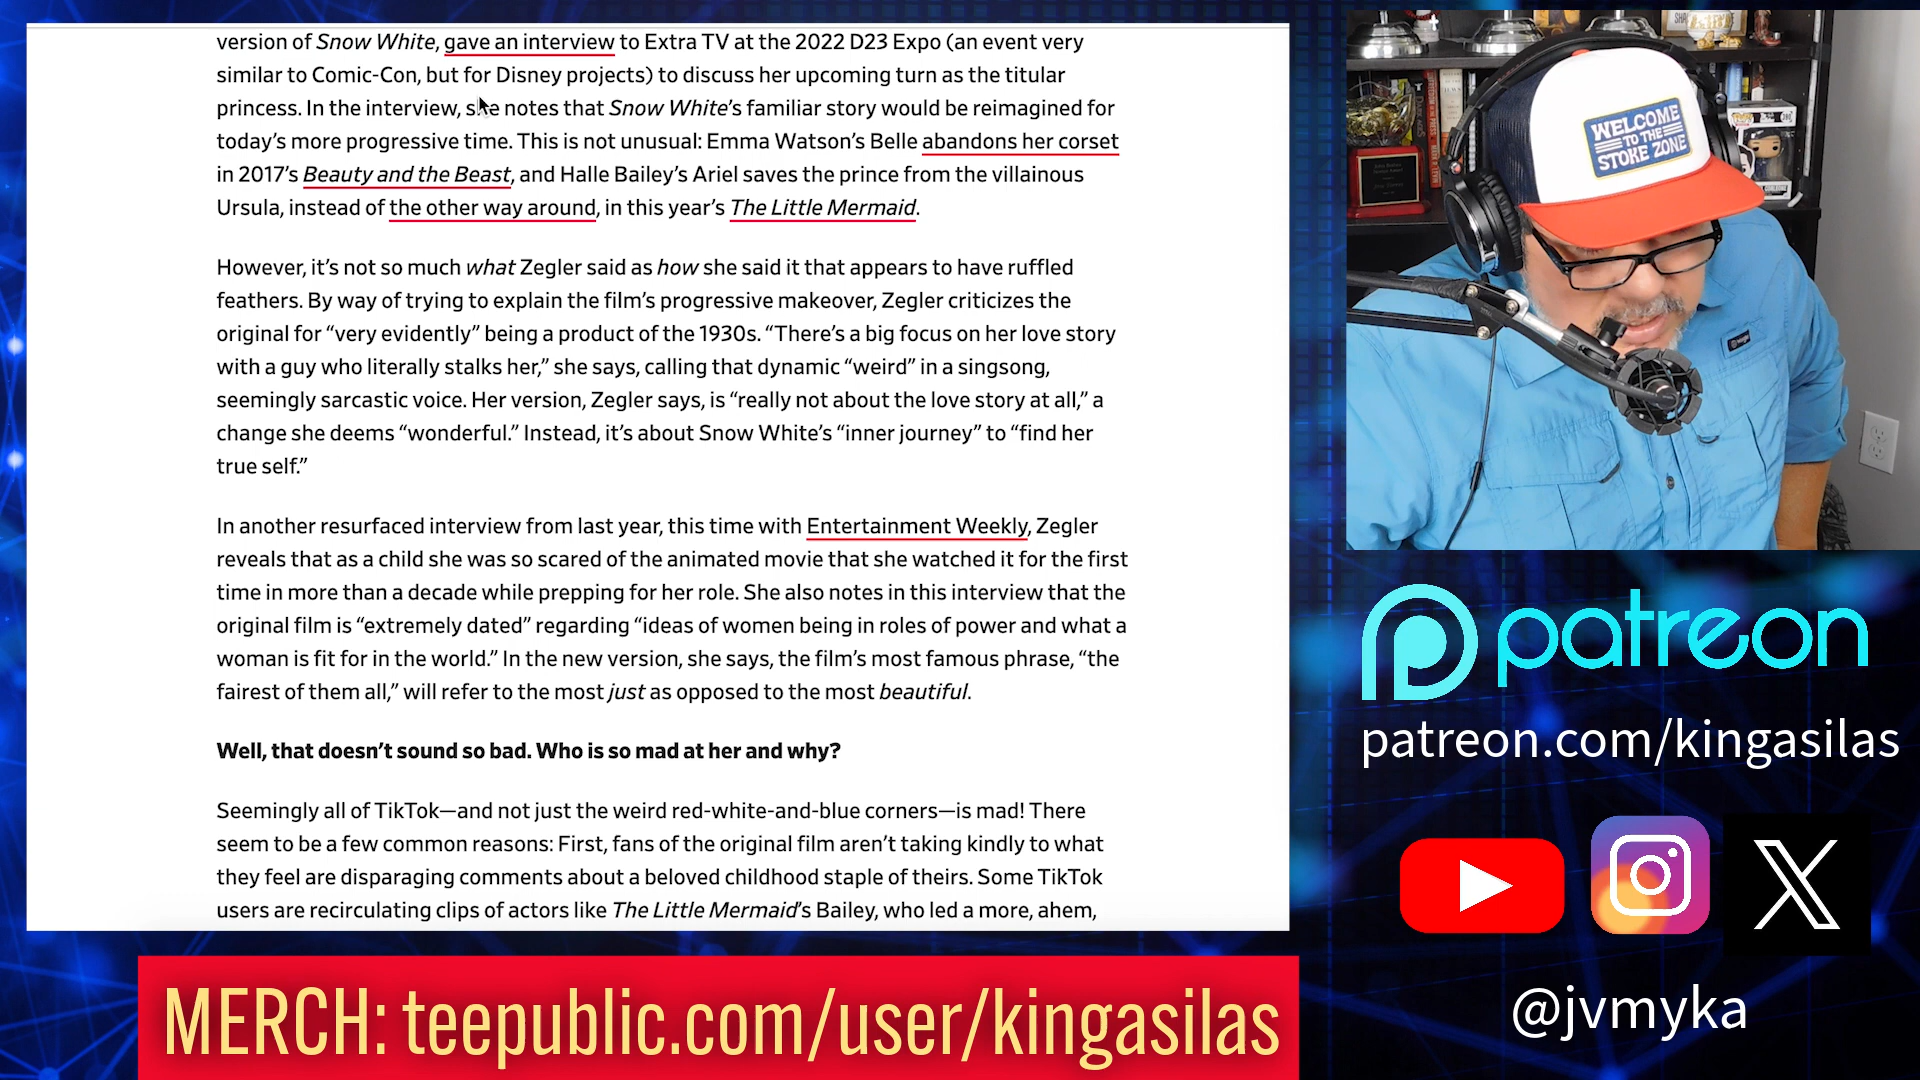 version of Snow White, gave an interview to Extra TV at the 2022 D23 Expo (an event very
similar to Comic-Con, but for Disney projects) to discuss her upcoming turn as the titular
princess. In the interview, she notes that Snow White’s familiar story would be reimagined for
today’s more progressive time. This is not unusual: Emma Watson’s Belle abandons her corset
in 2017’s Beauty and the Beast, and Halle Bailey’s Ariel saves the prince from the villainous
Ursula, instead of the other way around, in this year’s The Little Mermaid.
However, it’s not so much what Zegler said as how she said it that appears to have ruffled
feathers. By way of trying to explain the film’s progressive makeover, Zegler criticizes the
original for “very evidently” being a product of the 1930s. “There’s a big focus on her love story
with a guy who literally stalks her,” she says, calling that dynamic “weird” in a singsong,
seemingly sarcastic voice. Her version, Zegler says, is “really not about the love story at all,” a
change she deems “wonderful.” Instead, it’s about Snow White’s “inner journey” to “find her
true self.”
In another resurfaced interview from last year, this time with Entertainment Weekly, Zegler
reveals that as a child she was so scared of the animated movie that she watched it for the first
time in more than a decade while prepping for her role. She also notes in this interview that the
original film is “extremely dated” regarding “ideas of women being in roles of power and what a
woman is fit for in the world.” In the new version, she says, the film’s most famous phrase, “the
fairest of them all,” will refer to the most just as opposed to the most beautiful.
Well, that doesn’t sound so bad. Who is so mad at her and why?
Seemingly all of TikTok—and not just the weird red-white-and-blue corners—is mad! There
seem to be a few common reasons: First, fans of the original film aren’t taking kindly to what
they feel are disparaging comments about a beloved childhood staple of theirs. Some TikTok
users are recirculating clips of actors like The Little Mermaid’s Bailey, who led a more, ahem,
MERCH: teepublic.com/user/kingasilas
WELCOME
TO THE
STOKE ZONE
patreon
patreon.com/kingasilas
@jvmyka